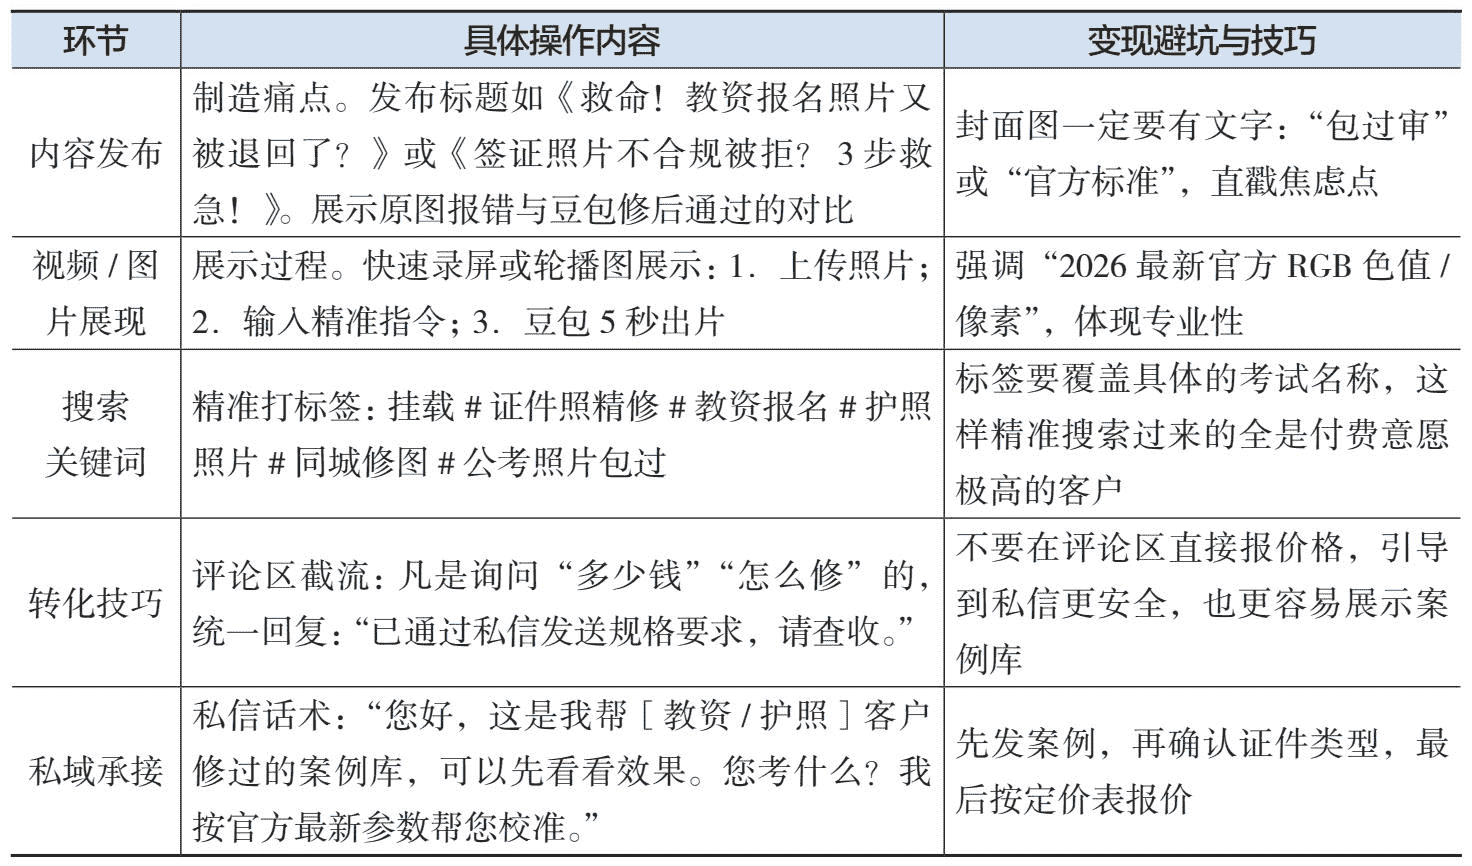 环节
具体操作内容
变现避坑与技巧
内容发布
制造痛点。发布标题如《救命！教资报名照片又
被退回了？》或《签证照片不合规被拒？ 3 步救
急！》。展示原图报错与豆包修后通过的对比
封面图一定要有文字：“包过审”
或“官方标准”，直戳焦虑点
视频 / 图
片展现
展示过程。快速录屏或轮播图展示：1．上传照片；
2．输入精准指令；3．豆包 5 秒出片
强调“2026 最新官方 RGB 色值 /
像素”，体现专业性
搜索
关键词
精准打标签：挂载 # 证件照精修 # 教资报名 # 护照
照片 # 同城修图 # 公考照片包过
标签要覆盖具体的考试名称，这
样精准搜索过来的全是付费意愿
极高的客户
转化技巧
评论区截流：凡是询问“多少钱”“怎么修”的，
统一回复：“已通过私信发送规格要求，请查收。”
不要在评论区直接报价格，引导
到私信更安全，也更容易展示案
例库
私域承接
私信话术：“您好，这是我帮［教资 / 护照］客户
修过的案例库，可以先看看效果。您考什么？我
按官方最新参数帮您校准。”
先发案例，再确认证件类型，最
后按定价表报价